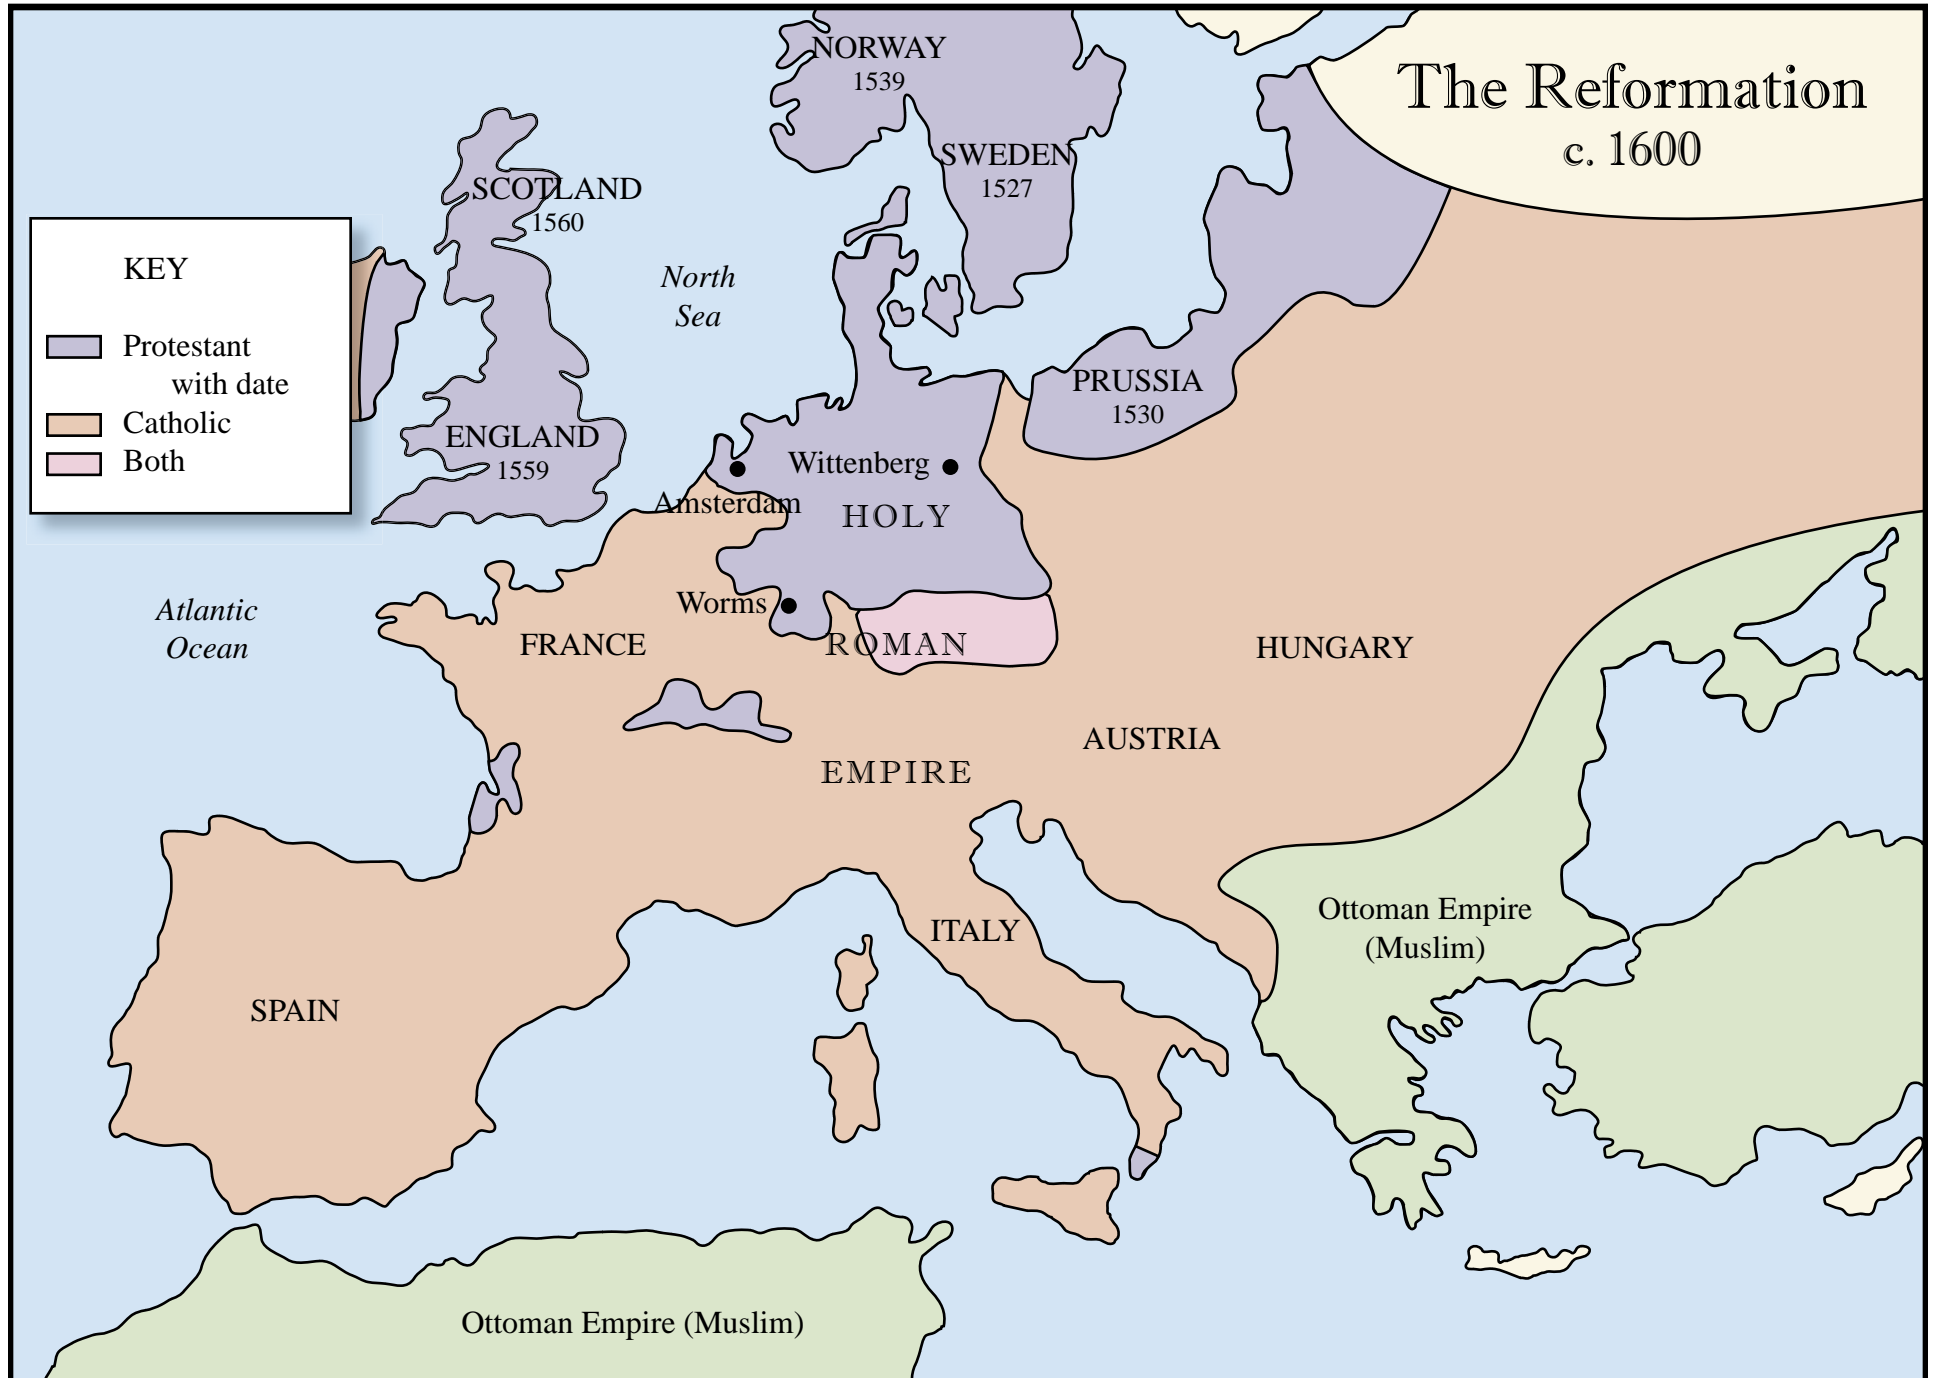 The Reformation
c. 1600
NORWAY
1539
SWEDEN
1527
SCOTLAND
1560
North
Sea
KEY
Protestant
with date
Catholic
Both
PRUSSIA
1530
ENGLAND
1559
Wittenberg
Amsterdam
HOLY
Atlantic
Ocean
Worms
FRANCE
ROMAN
HUNGARY
AUSTRIA
EMPIRE
Ottoman Empire
(Muslim)
ITALY
SPAIN
Ottoman Empire (Muslim)